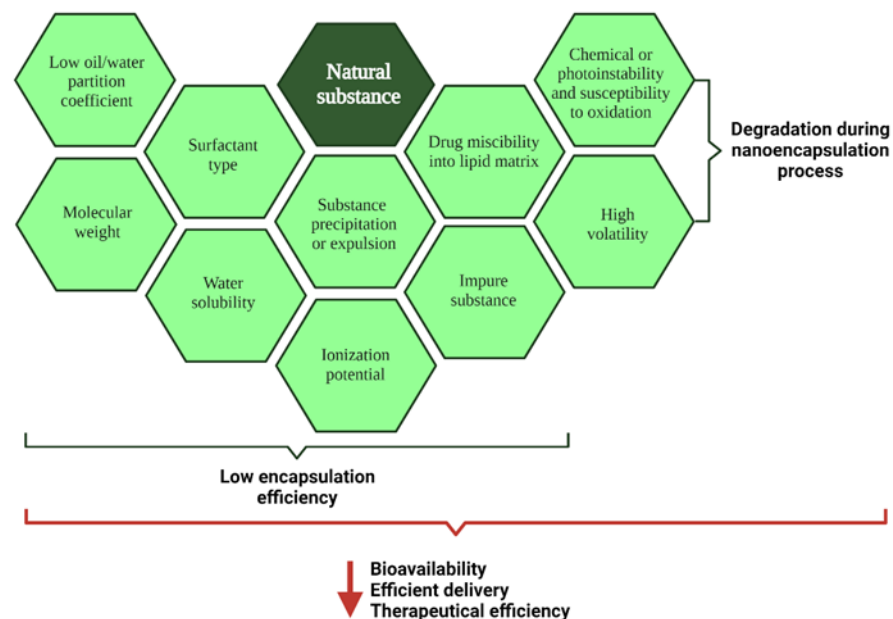 Low oil/water
partition
coefficient
Natural
substance
Chemical or
photoinstability
and susceptibility
to oxidation
Surfactant
type
Drug miscibility
into lipid matrix
Degradation during
nanoencapsulation
process
Molecular
weight
Substance
precipitation
or expulsion
High
volatility
Water
solubility
Impure
substance
Ionization
potential
Low encapsulation
efficiency
Bioavailability
Efficient delivery
Therapeutical efficiency